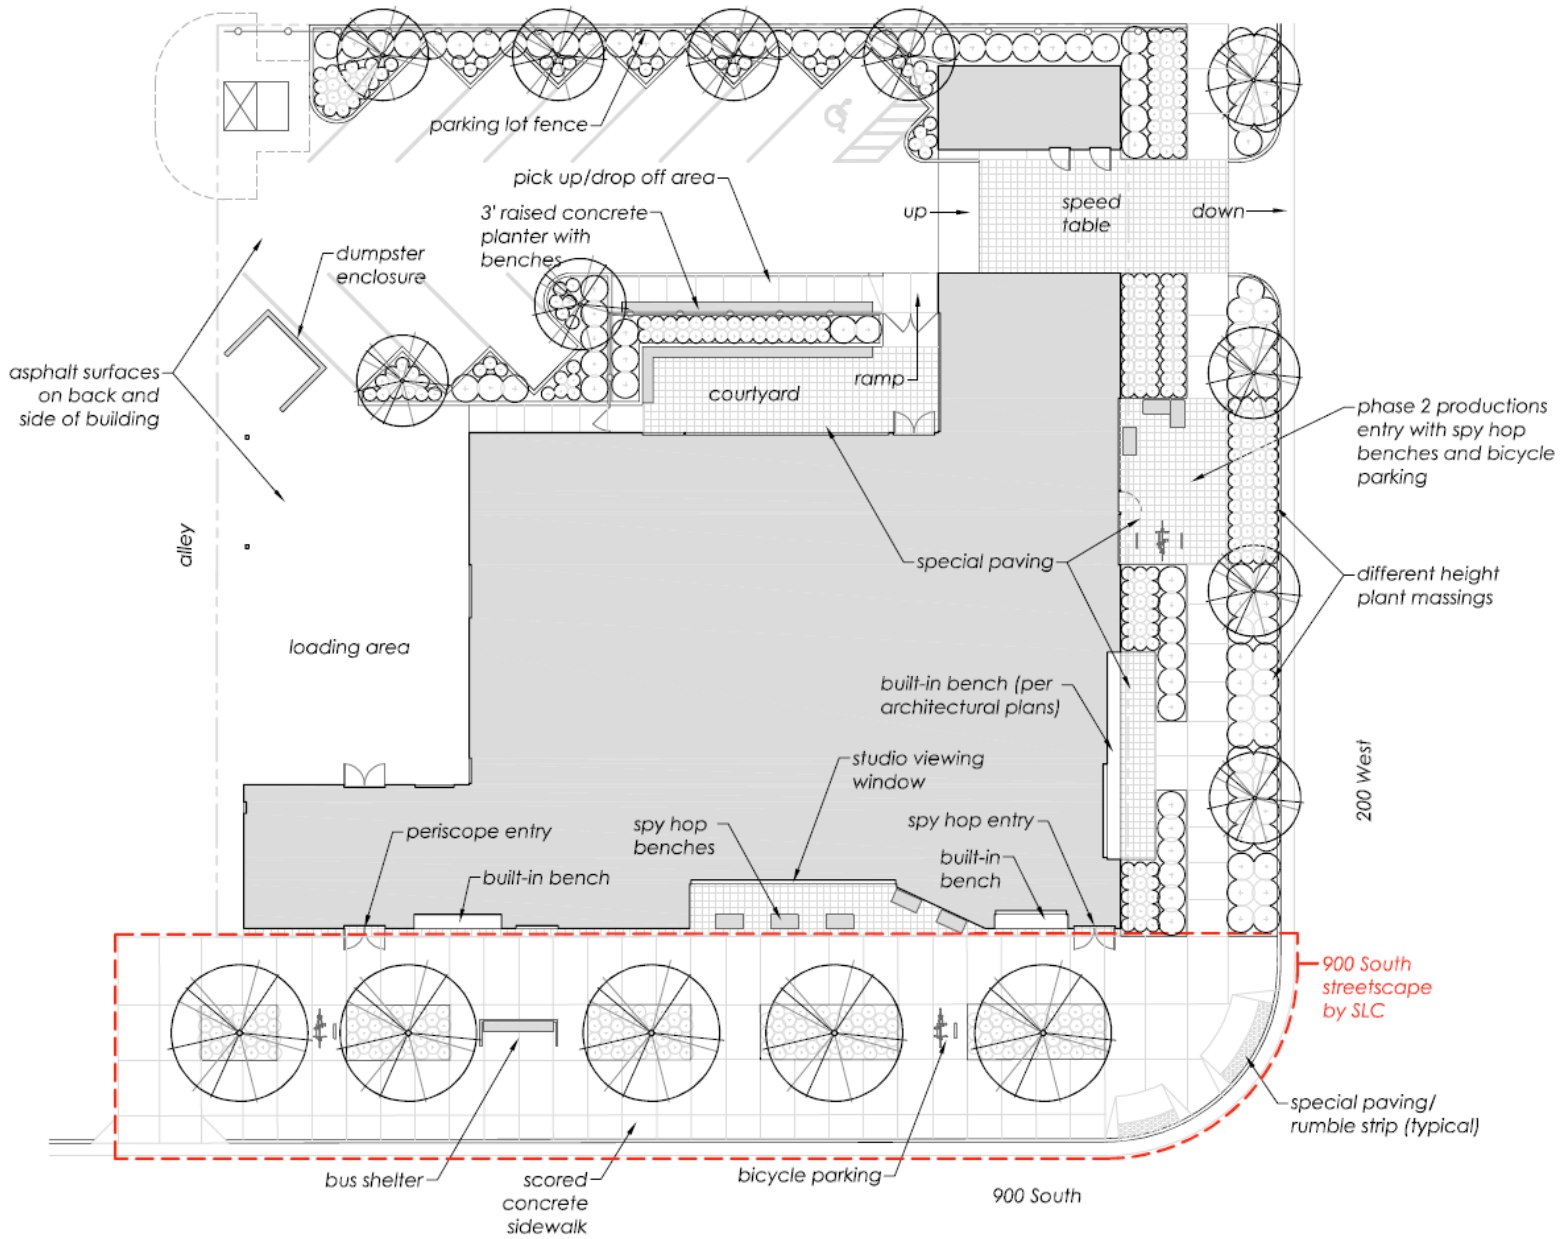 parking lot fence
pick up/drop off area
3' raised concrete
planter with
benches
up
speed
table
down
dumpster
enclosure
asphalt surfaces
on back and
side of building
courtyard
ramp
phase 2 productions
entry with spy hop
benches and bicycle
parking
alley
special paving
different height
plant massings
loading area
built-in bench (per
architectural plans)
studio viewing
window
200 West
periscope entry
spy hop
benches
spy hop entry
built-in bench
built-in
bench
900 South
streetscape
by SLC
special paving/
rumble strip (typical)
bus shelter
scored
concrete
sidewalk
bicycle parking
900 South